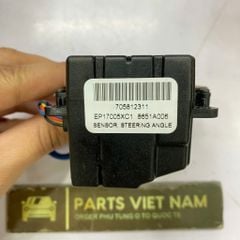 705812311
EP17005XC1 8651A006
SENSOR, STEERING ANGLE
PARTS VIET NAM
ORDER PHỤ TÙNG Ô TÔ QUỐC TẾ